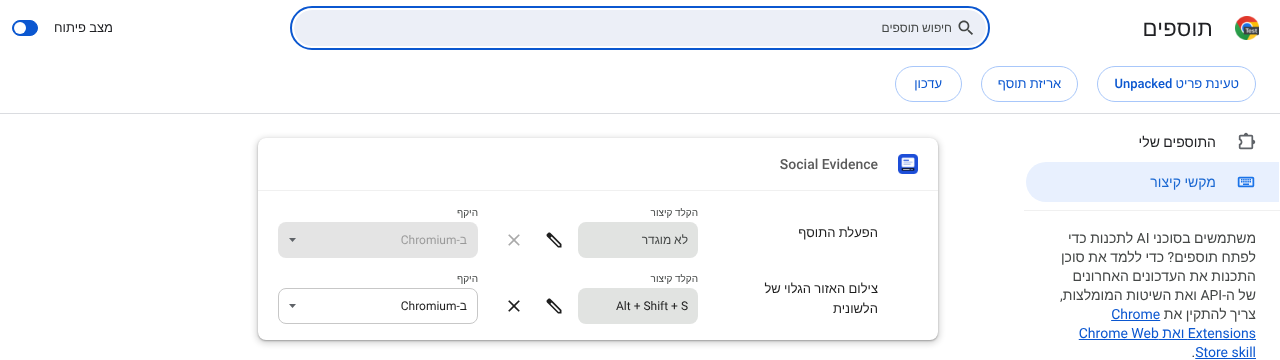 תוספים
חיפוש תוספים
מצב פיתוח
טעינת פריט Unpacked
אריזת תוסף
עדכון
התוספים שלי
מקשי קיצור
משתמשים בסוכני AI לתכנות כדי
לפתח תוספים? כדי ללמד את סוכן
התכנות את העדכונים האחרונים
של ה-API ואת השיטות המומלצות,
צריך להתקין את Chrome
Extensions ואת Chrome Web
Store skill.
Social Evidence
הפעלת התוסף
הקלד קיצור
לא מוגדר
היקף
ב-Chromium
צילום האזור הגלוי של
הלשונית
הקלד קיצור
Alt + Shift + S
היקף
ב-Chromium
Test